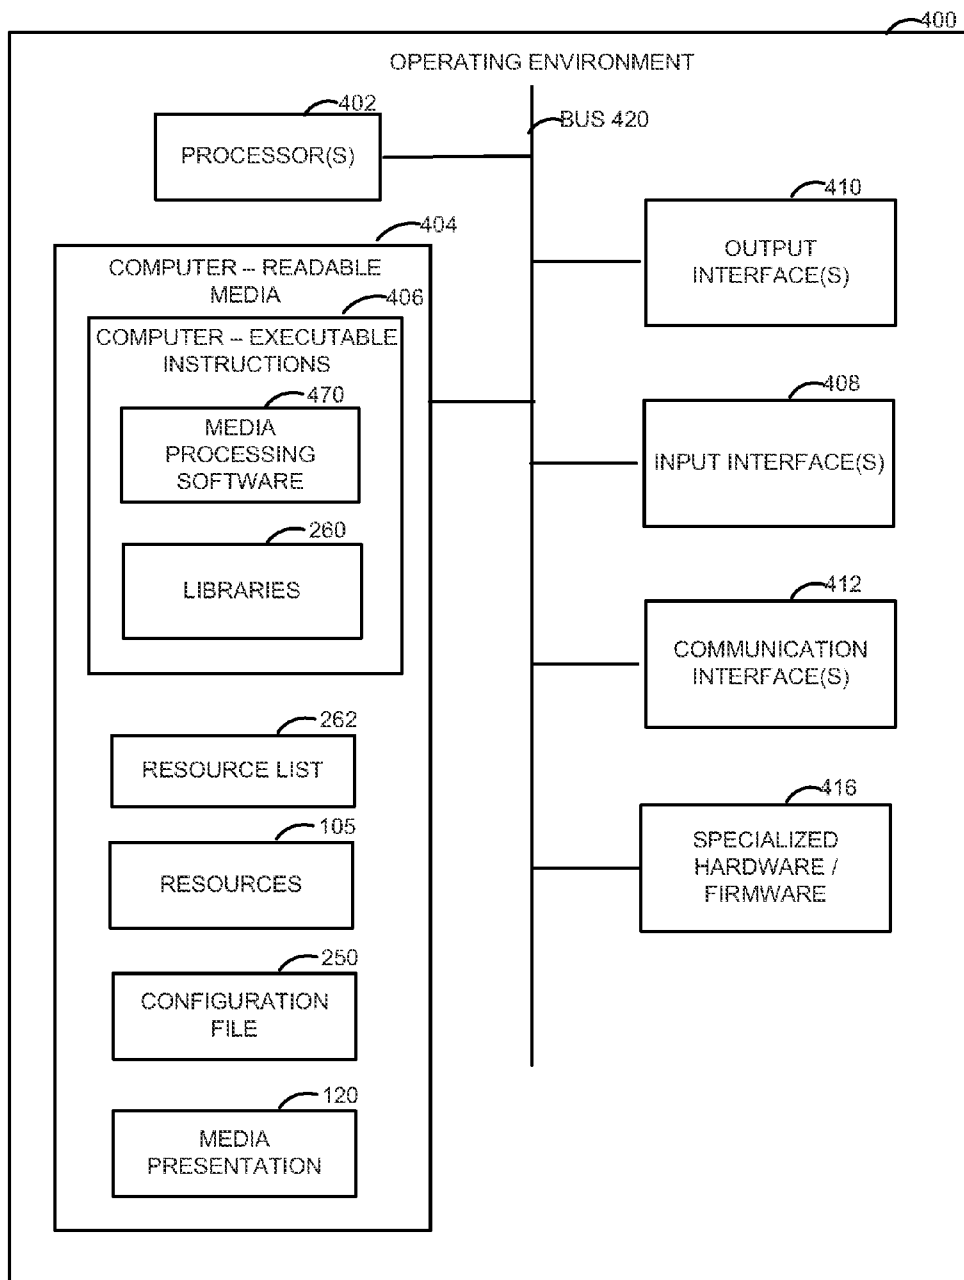 400
OPERATING ENVIRONMENT
402
PROCESSOR(S)
BUS 420
410
OUTPUT
INTERFACE(S)
404
COMPUTER – READABLE
MEDIA
406
COMPUTER – EXECUTABLE
INSTRUCTIONS
470
MEDIA
PROCESSING
SOFTWARE
260
LIBRARIES
408
INPUT INTERFACE(S)
412
COMMUNICATION
INTERFACE(S)
262
RESOURCE LIST
105
RESOURCES
416
SPECIALIZED
HARDWARE /
FIRMWARE
250
CONFIGURATION
FILE
120
MEDIA
PRESENTATION